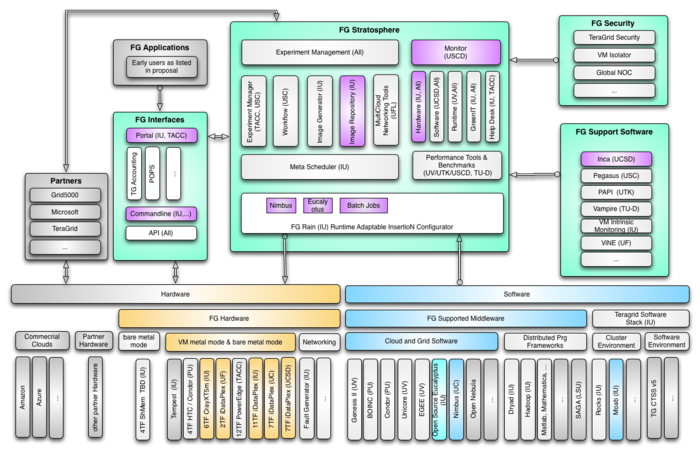 FG Stratosphere
Experiment Management (All)
Monitor
(USCD)
Experiment Manager
(TACC, USC)
Workflow (USC)
Image Generator (IU)
Image Repository (IU)
MultiCloud
Networking Tools
(UFL)
Hardware (IU, All)
Software (UCSD,All)
Runtime (UV,All)
GreenIT (IU, All)
Help Desk (IU, TACC)
Meta Scheduler (IU)
Performance Tools &
Benchmarks
(UV/UTK/USCD, TU-D)
Nimbus
Eucaly
otus
Batch Jobs
FG Rain (IU) Runtime Adaptable InsertioN Configurator
FG Applications
Early users as listed
in proposal
FG Interfaces
Portal (IU, TACC)
TG Accounting
POPS
...
Commandline (IU,...)
API (All)
Partners
Grid5000
Microsoft
TeraGrid
...
FG Security
TeraGrid Security
VM Isolator
Global NOC
...
FG Support Software
Inca (UCSD)
Pegasus (USC)
PAPI (UTK)
Vampire (TU-D)
VM Intrinsic
Monitoring (IU)
ViNE (UF)
...
Hardware
Software
FG Hardware
FG Supported Middleware
Teragrid Software
Stack (IU)
Commecrial
Clouds
Partner
Hardware
bare metal
mode
VM metal mode & bare metal mode
Networking
Cloud and Grid Software
Distributed Prg
Frameworks
Cluster
Environment
Software
Environment
Amazon
Azure
...
other partner Hardware
4TF ShMem TBD (IU)
Tempest (IU)
4TF HTC / Condor (PU)
6TF CrayXT5m (IU)
2TF iDataPlex (UF)
12TF PowerEdge (TACC)
11TF iDataPlex (IU)
7TF iDataPlex (UC)
7TF iDataPlex (UCSD)
Fault Generator (IU)
...
Genesis II (UV)
BOINC (PU)
Condor (PU)
Unicore (UV)
EGEE (UV)
Open Source Eucalyptus
(IU)
Nimbus (UC)
Open Nebula
...
Dryad (IU)
Hadoop (IU)
Matlab, Mathematica, ...
...
SAGA (LSU)
Rocks (IU)
Moab (IU)
...
TG CTSS v5
...